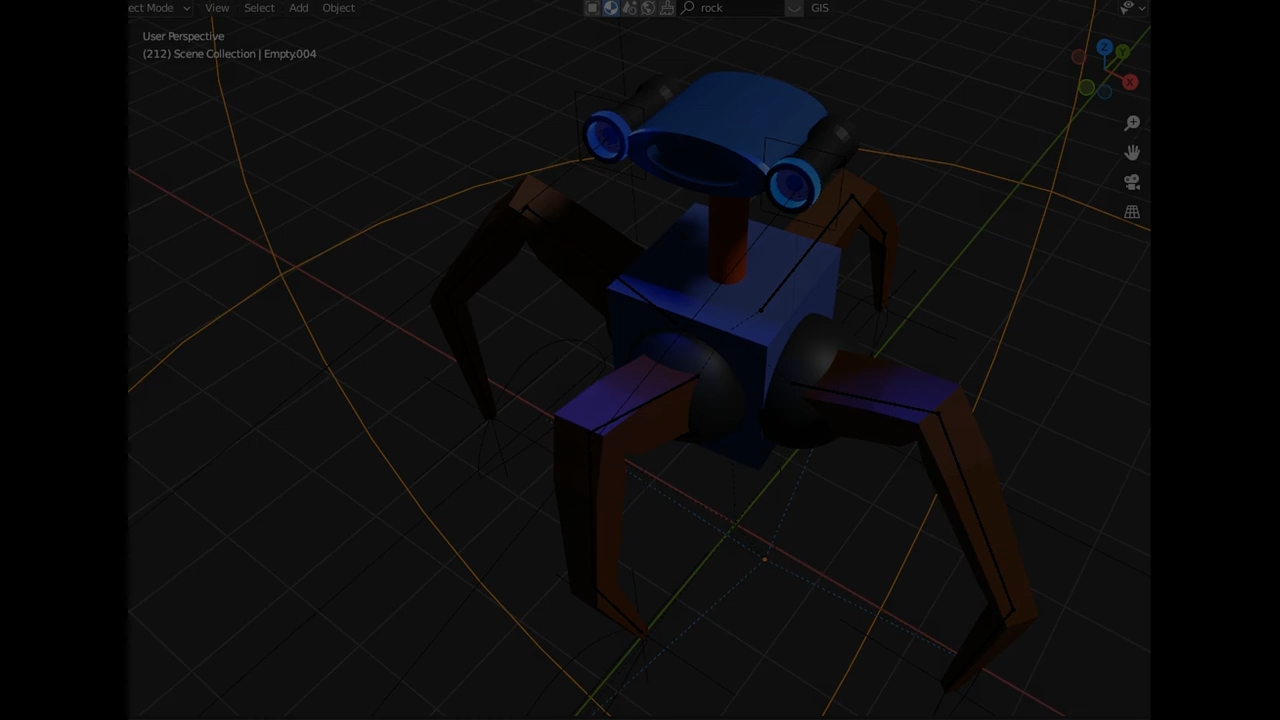 ect Mode View Select Add Object rock GIS
User Perspective
(212) Scene Collection | Empty.004
Z
Y
X